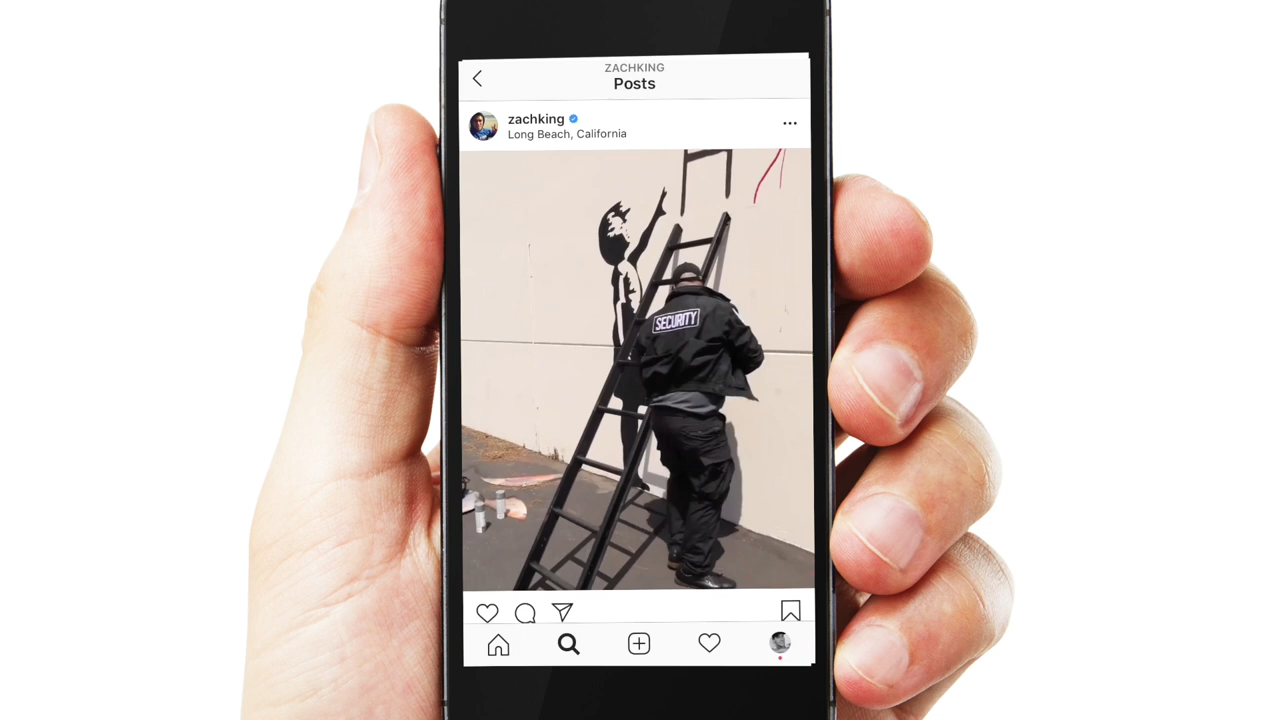 ZACHKING
Posts
zachking
Long Beach, California
SECURITY